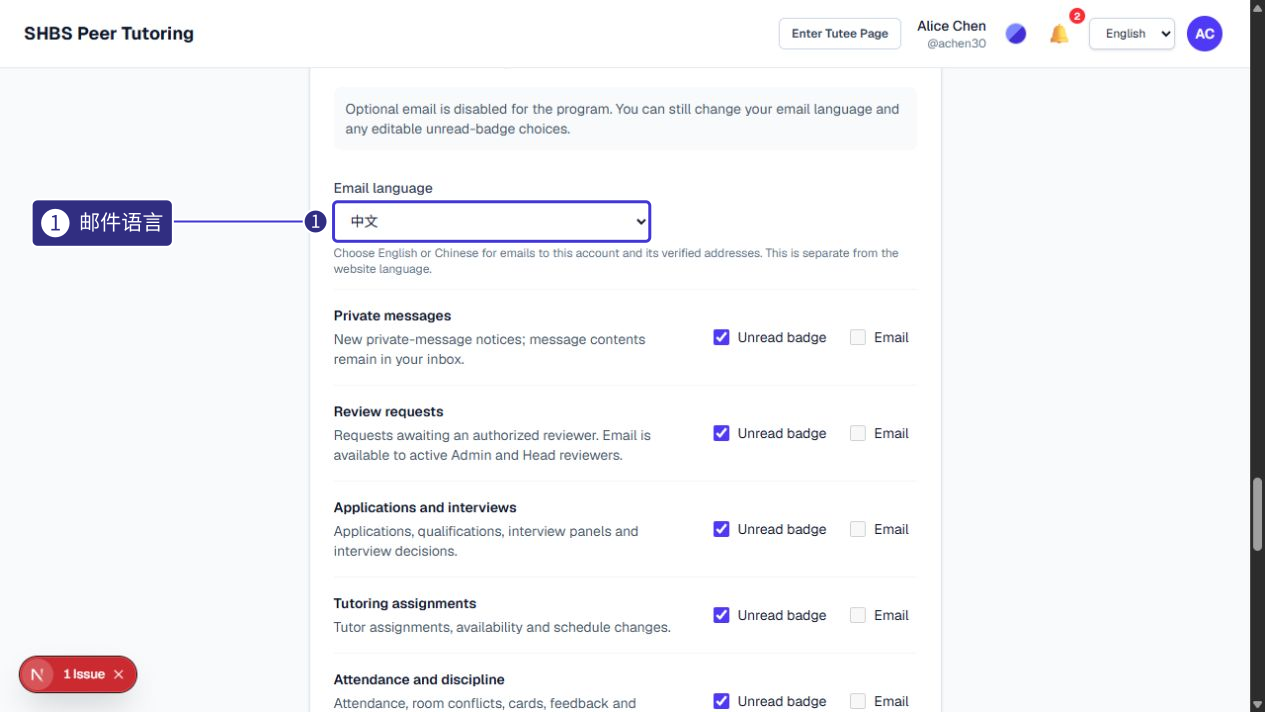 SHBS Peer Tutoring
Enter Tutee Page
Alice Chen
@achen30
2
English
AC
Optional email is disabled for the program. You can still change your email language and
any editable unread-badge choices.
Email language
1 邮件语言
1
中文
Choose English or Chinese for emails to this account and its verified addresses. This is separate from the
website language.
Private messages
New private-message notices; message contents
remain in your inbox.
Unread badge
Email
Review requests
Requests awaiting an authorized reviewer. Email is
available to active Admin and Head reviewers.
Unread badge
Email
Applications and interviews
Applications, qualifications, interview panels and
interview decisions.
Unread badge
Email
Tutoring assignments
Tutor assignments, availability and schedule changes.
Unread badge
Email
Attendance and discipline
Attendance, room conflicts, cards, feedback and
Unread badge
Email
N 1 Issue